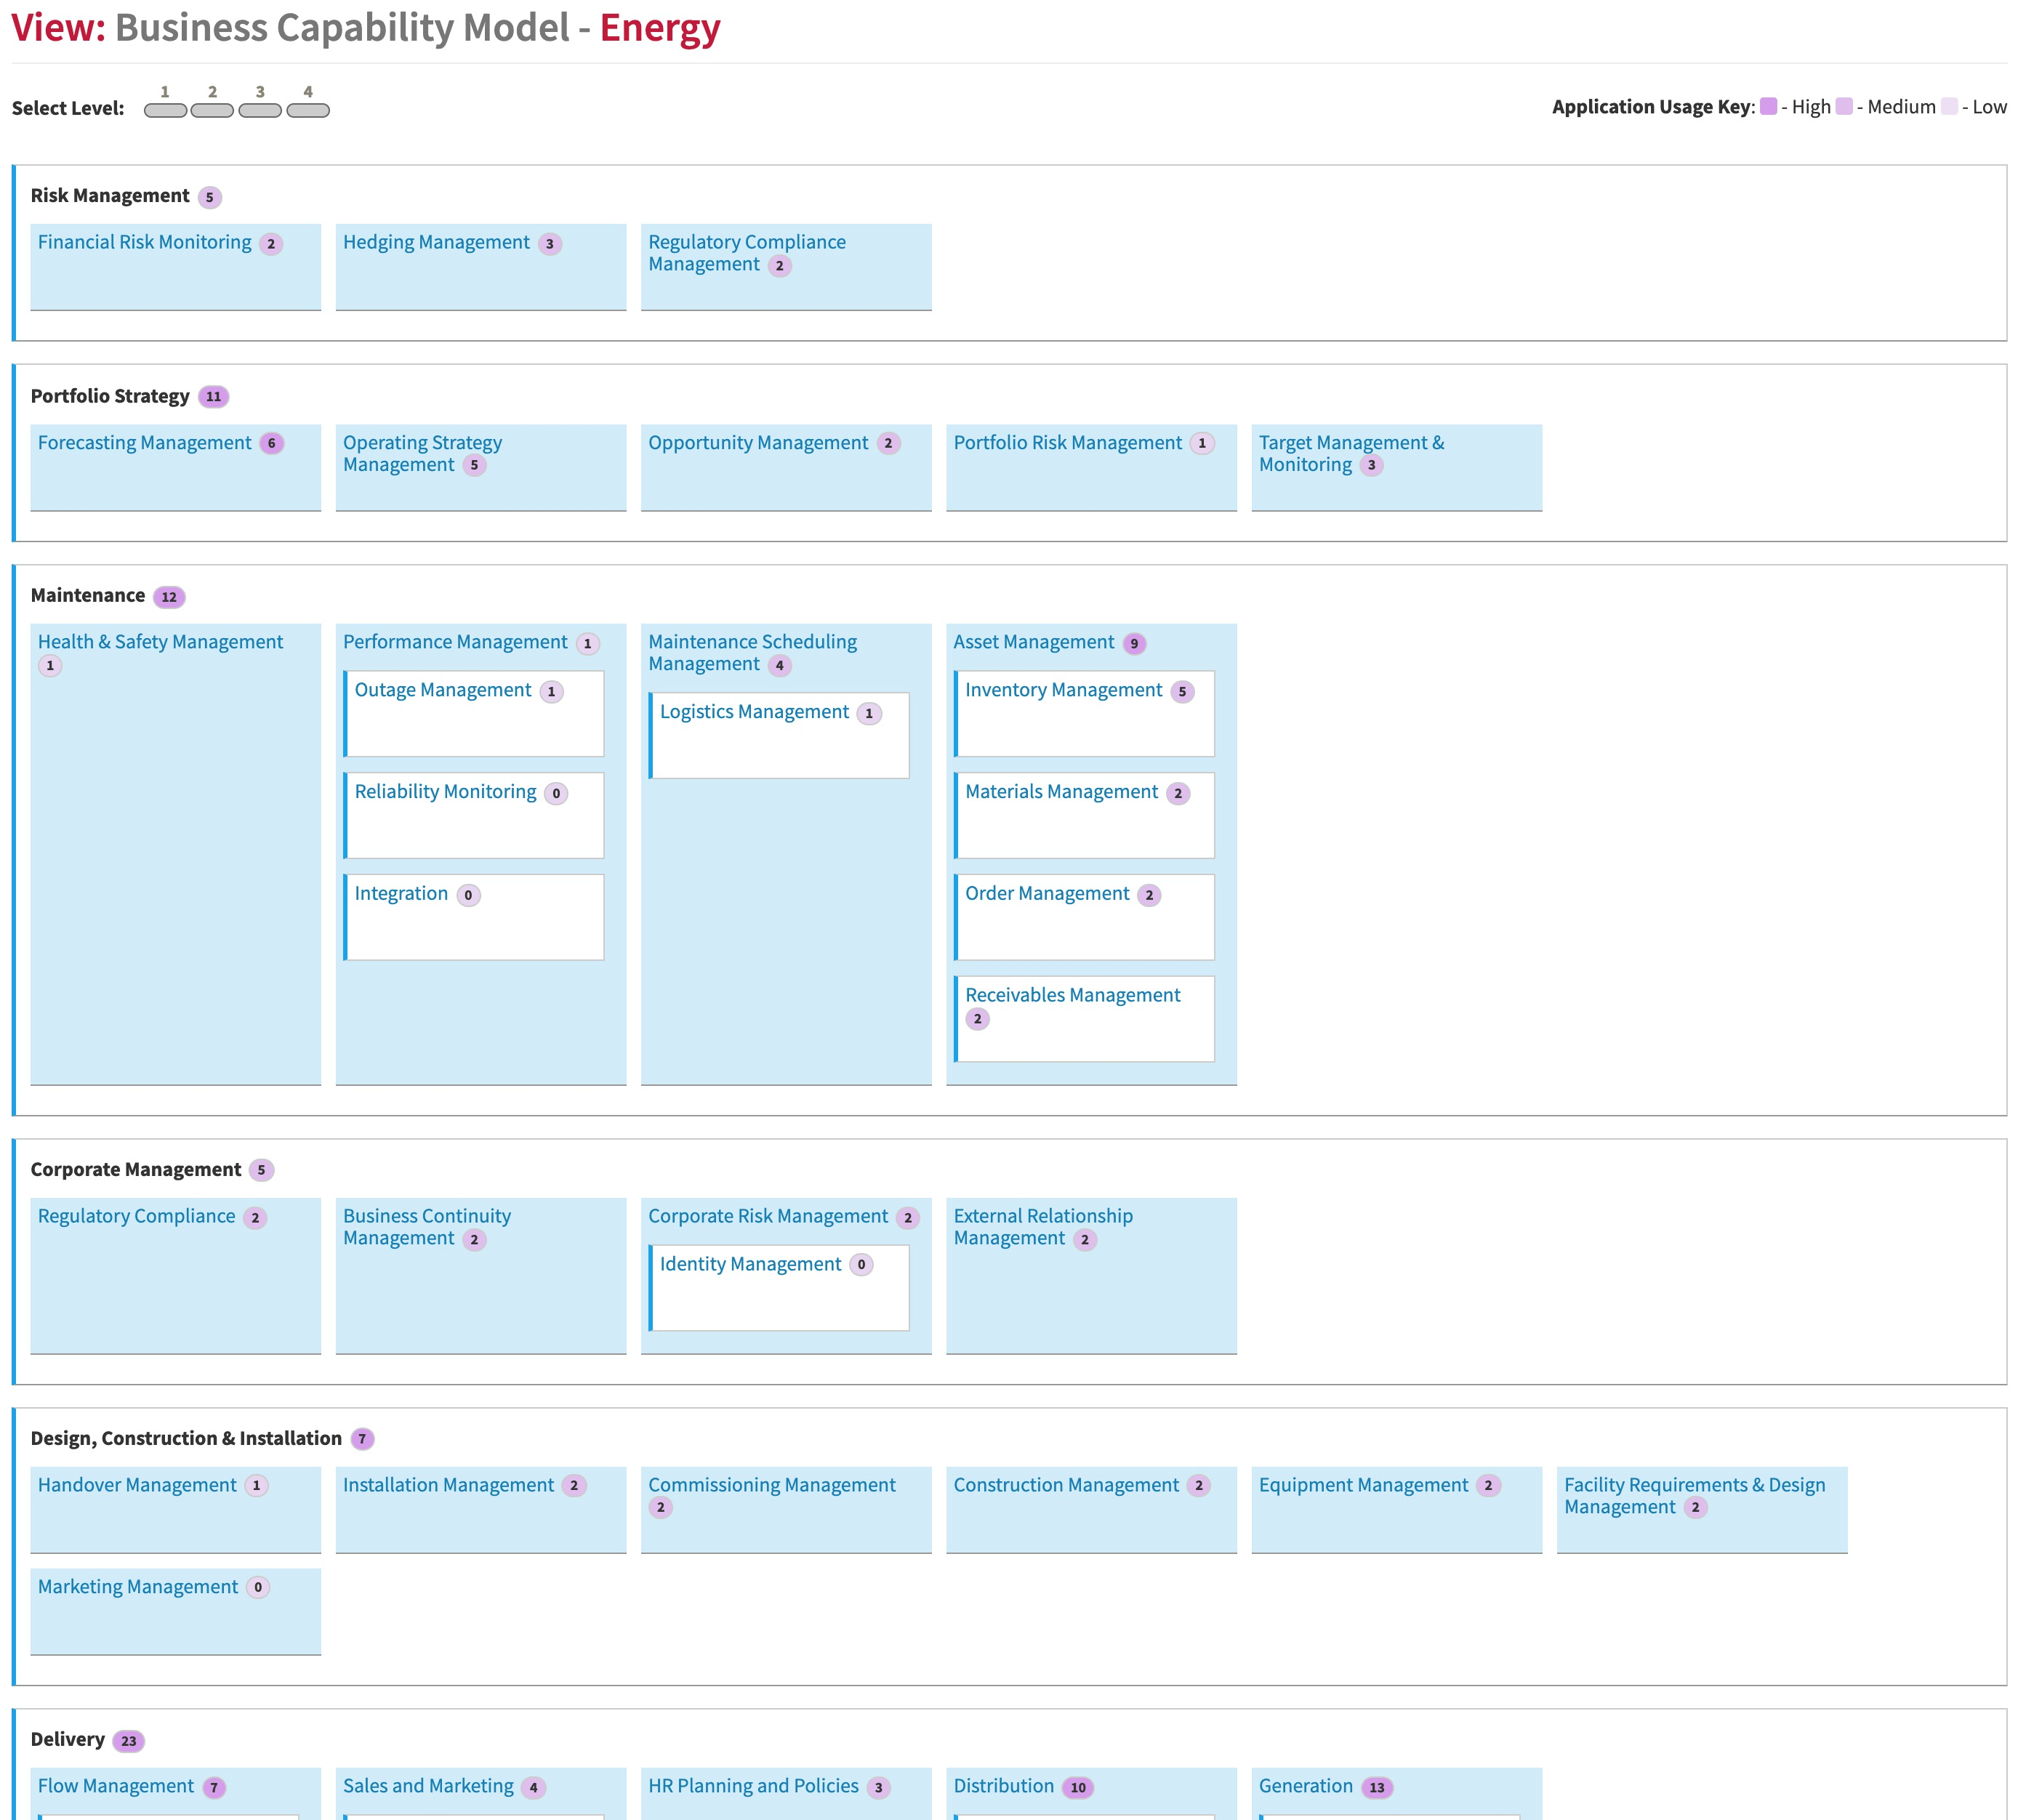 View: Business Capability Model - Energy
Select Level: 1 2 3 4
Application Usage Key: - High - Medium - Low
Risk Management 5
Financial Risk Monitoring 2
Hedging Management 3
Regulatory Compliance
Management 2
Portfolio Strategy 11
Forecasting Management 6
Operating Strategy
Management 5
Opportunity Management 2
Portfolio Risk Management 1
Target Management &
Monitoring 3
Maintenance 12
Health & Safety Management
1
Performance Management 1
Outage Management 1
Reliability Monitoring 0
Integration 0
Maintenance Scheduling
Management 4
Logistics Management 1
Asset Management 9
Inventory Management 5
Materials Management 2
Order Management 2
Receivables Management
2
Corporate Management 5
Regulatory Compliance 2
Business Continuity
Management 2
Corporate Risk Management 2
Identity Management 0
External Relationship
Management 2
Design, Construction & Installation 7
Handover Management 1
Installation Management 2
Commissioning Management
2
Construction Management 2
Equipment Management 2
Facility Requirements & Design
Management 2
Marketing Management 0
Delivery 23
Flow Management 7
Sales and Marketing 4
HR Planning and Policies 3
Distribution 10
Generation 13